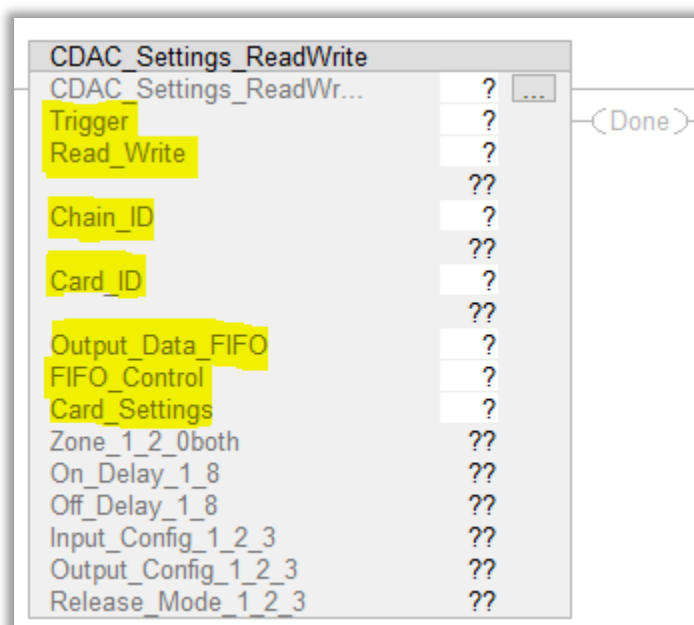 CDAC_Settings_ReadWrite
CDAC_Settings_ReadWr... ? ...
Trigger ? (Done)
Read_Write ?
??
Chain_ID ?
??
Card_ID ?
??
Output_Data_FIFO ?
FIFO_Control ?
Card_Settings ?
Zone_1_2_0both ??
On_Delay_1_8 ??
Off_Delay_1_8 ??
Input_Config_1_2_3 ??
Output_Config_1_2_3 ??
Release_Mode_1_2_3 ??